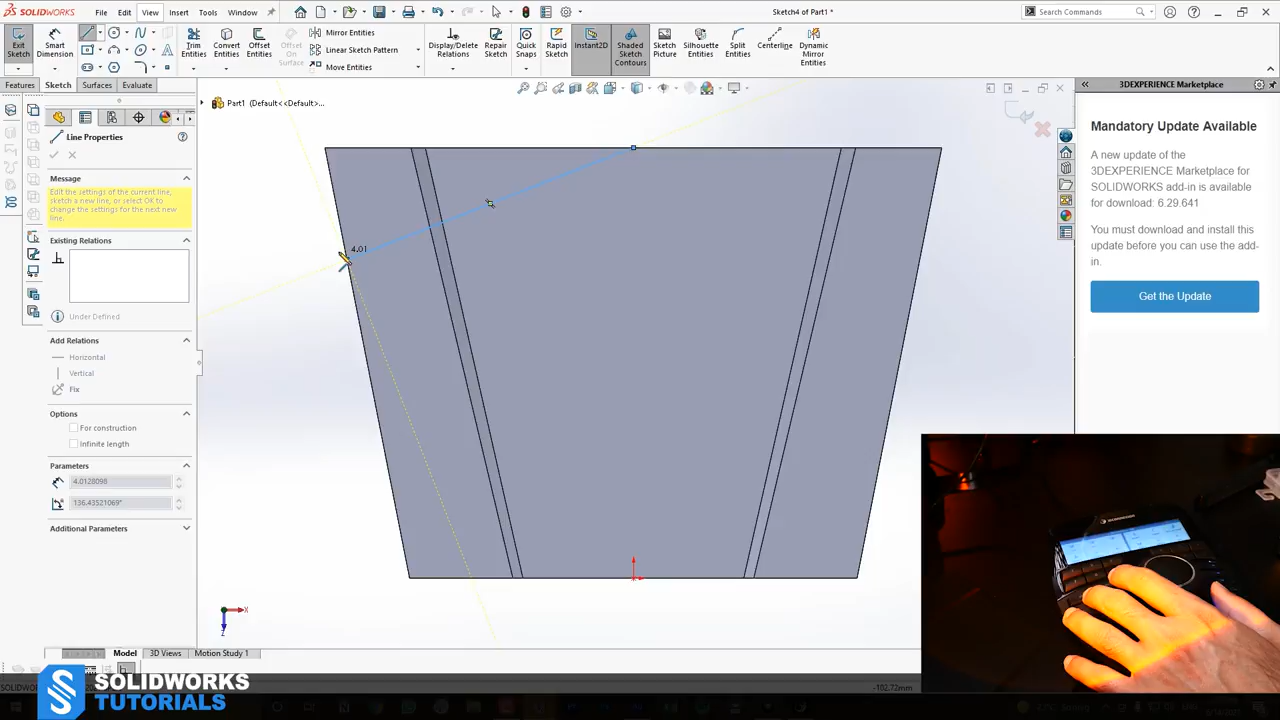 SOLIDWORKS File Edit View Insert Tools Window Sketch4 of Part1 * Search Commands
Exit Sketch Smart Dimension Trim Entities Convert Entities Offset Entities Offset On Surface Mirror Entities Display/Delete Relations Repair Sketch Quick Snaps Rapid Sketch Instant2D Shaded Sketch Contours Sketch Picture Silhouette Entities Split Entities Centerline Dynamic Mirror Entities
Linear Sketch Pattern
Move Entities
Features Sketch Surfaces Evaluate 3DEXPERIENCE Marketplace
Part1 (Default<<Default>...
Line Properties
Mandatory Update Available
Message
Edit the settings of the current line,
sketch a new line, or select OK to
change the settings for the next new
line.
A new update of the
3DEXPERIENCE Marketplace for
SOLIDWORKS add-in is available
for download: 6.29.641
You must download and install this
update before you can use the add-
in.
Get the Update
Existing Relations
4.01
Under Defined
Add Relations
Horizontal
Vertical
Fix
Options
For construction
Infinite length
Parameters
4.0128098
136.43521069°
Additional Parameters
X
Z
Model 3D Views Motion Study 1
SOLIDWORKS
TUTORIALS
-102.72mm